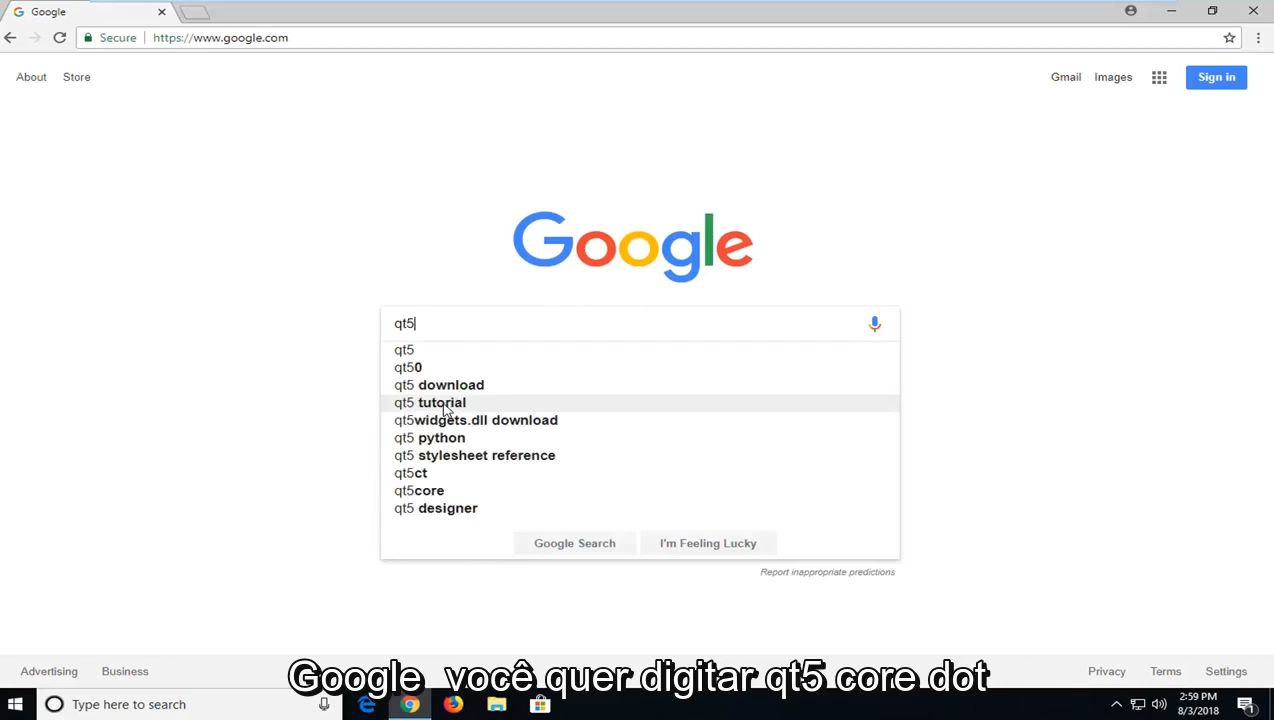 Google
Secure https://www.google.com
About Store Gmail Images Sign in
Google
qt5
qt5
qt50
qt5 download
qt5 tutorial
qt5widgets.dll download
qt5 python
qt5 stylesheet reference
qt5ct
qt5core
qt5 designer
Google Search I'm Feeling Lucky
Report inappropriate predictions
Advertising Business Privacy Terms Settings
Google você quer digitar qt5 core dot
Type here to search
2:59 PM
8/3/2018
1